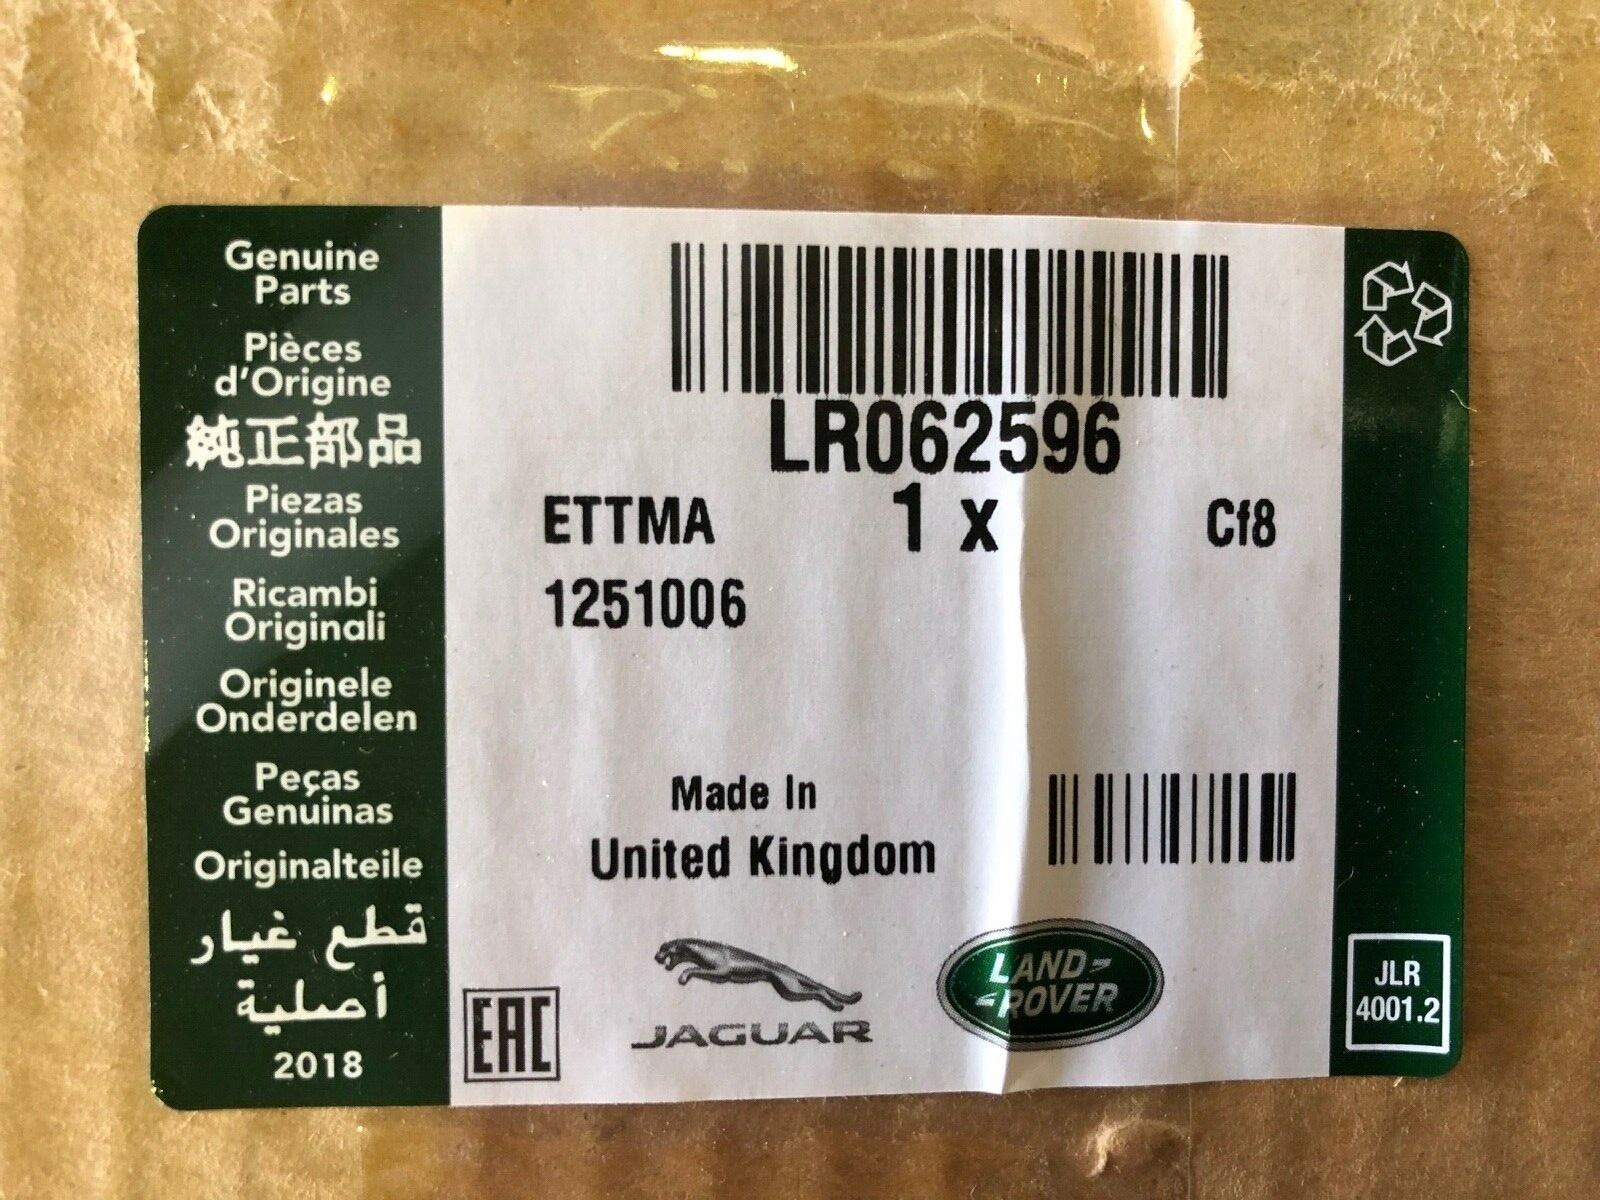 Genuine
Parts
Pièces
d'Origine
純正部品
Piezas
Originales
Ricambi
Originali
Originele
Onderdelen
Peças
Genuinas
Originalteile
قطع غيار
أصلية
2018
LR062596
ETTMA 1 x Cf8
1251006
Made In
United Kingdom
EAC
JAGUAR
LAND
ROVER
JLR
4001.2